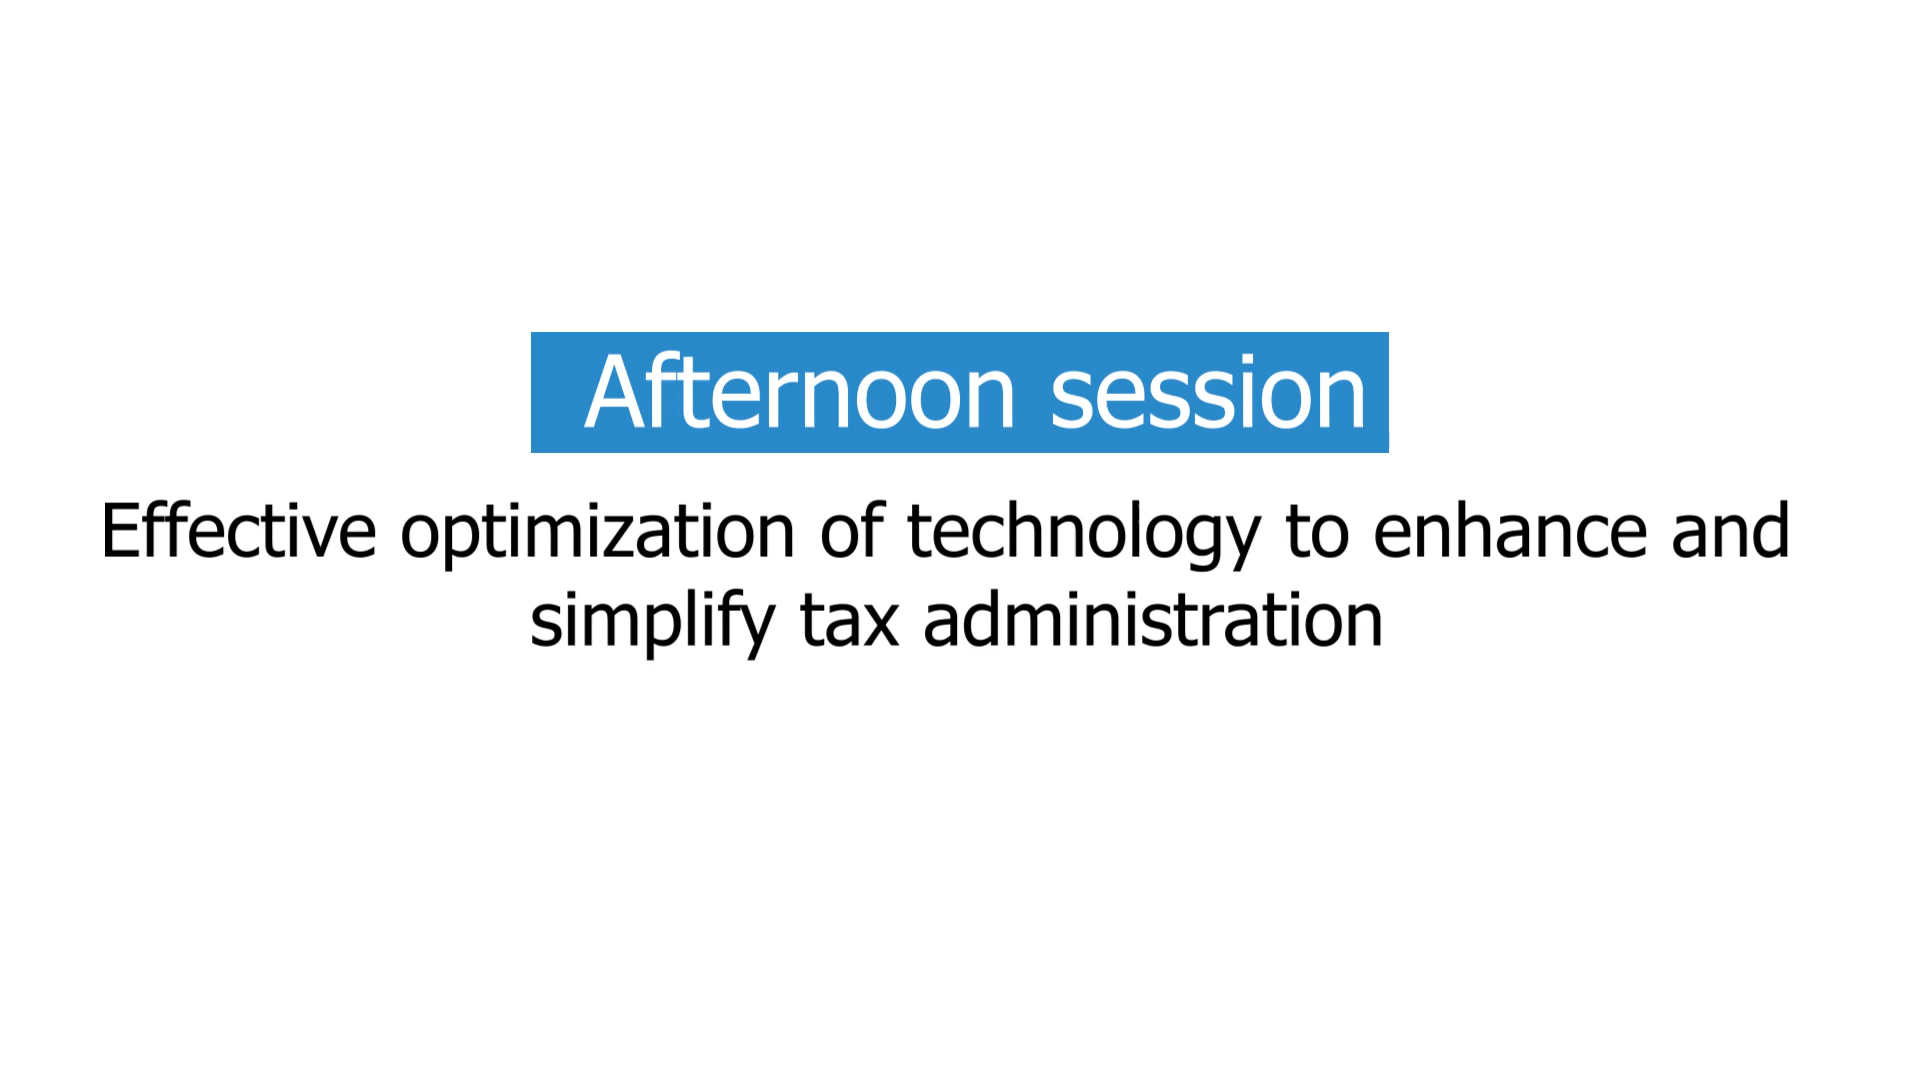 Afternoon session
Effective optimization of technology to enhance and
simplify tax administration